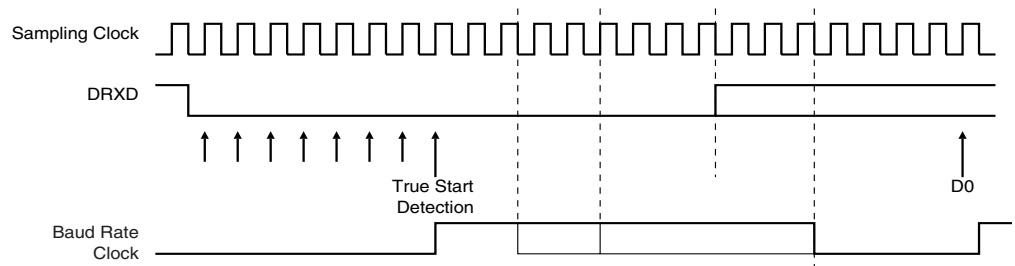 Sampling Clock
DRXD
True Start
Detection
D0
Baud Rate
Clock